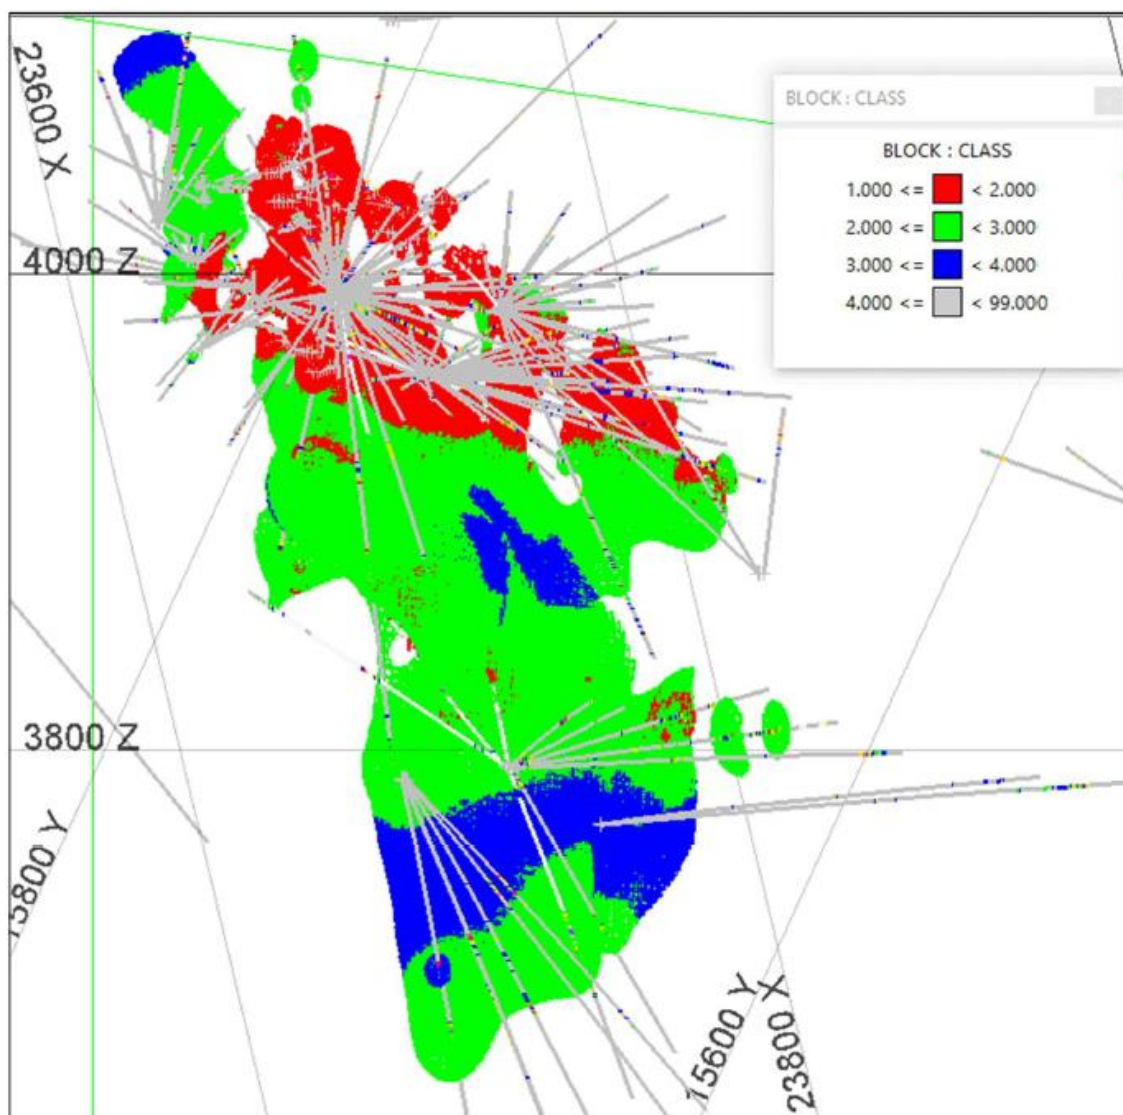 23600 X
BLOCK : CLASS
BLOCK : CLASS
1.000 <= < 2.000
2.000 <= < 3.000
3.000 <= < 4.000
4.000 <= < 99.000
4000 Z
3800 Z
15800 Y
15600 Y
23800 X